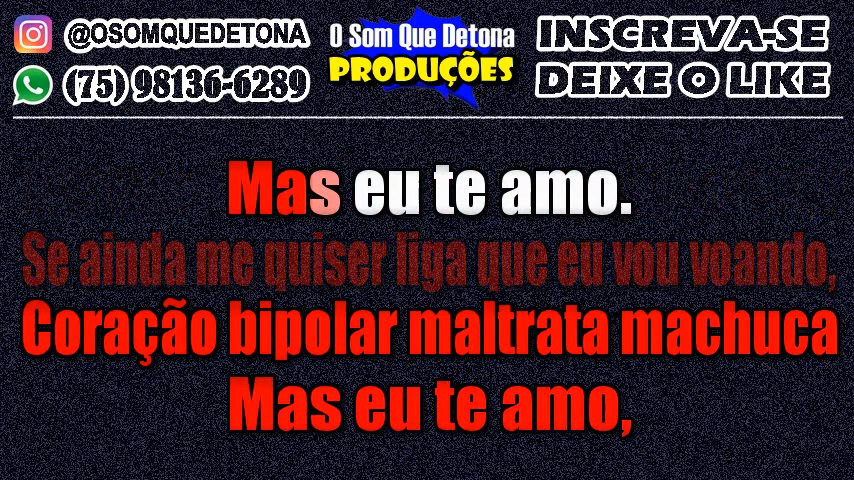 @OSOMQUEDETONA
(75) 98136-6289
O Som Que Detona
PRODUÇÕES
INSCREVA-SE
DEIXE O LIKE
Mas eu te amo.
Se ainda me quiser liga que eu vou voando,
Coração bipolar maltrata machuca
Mas eu te amo,